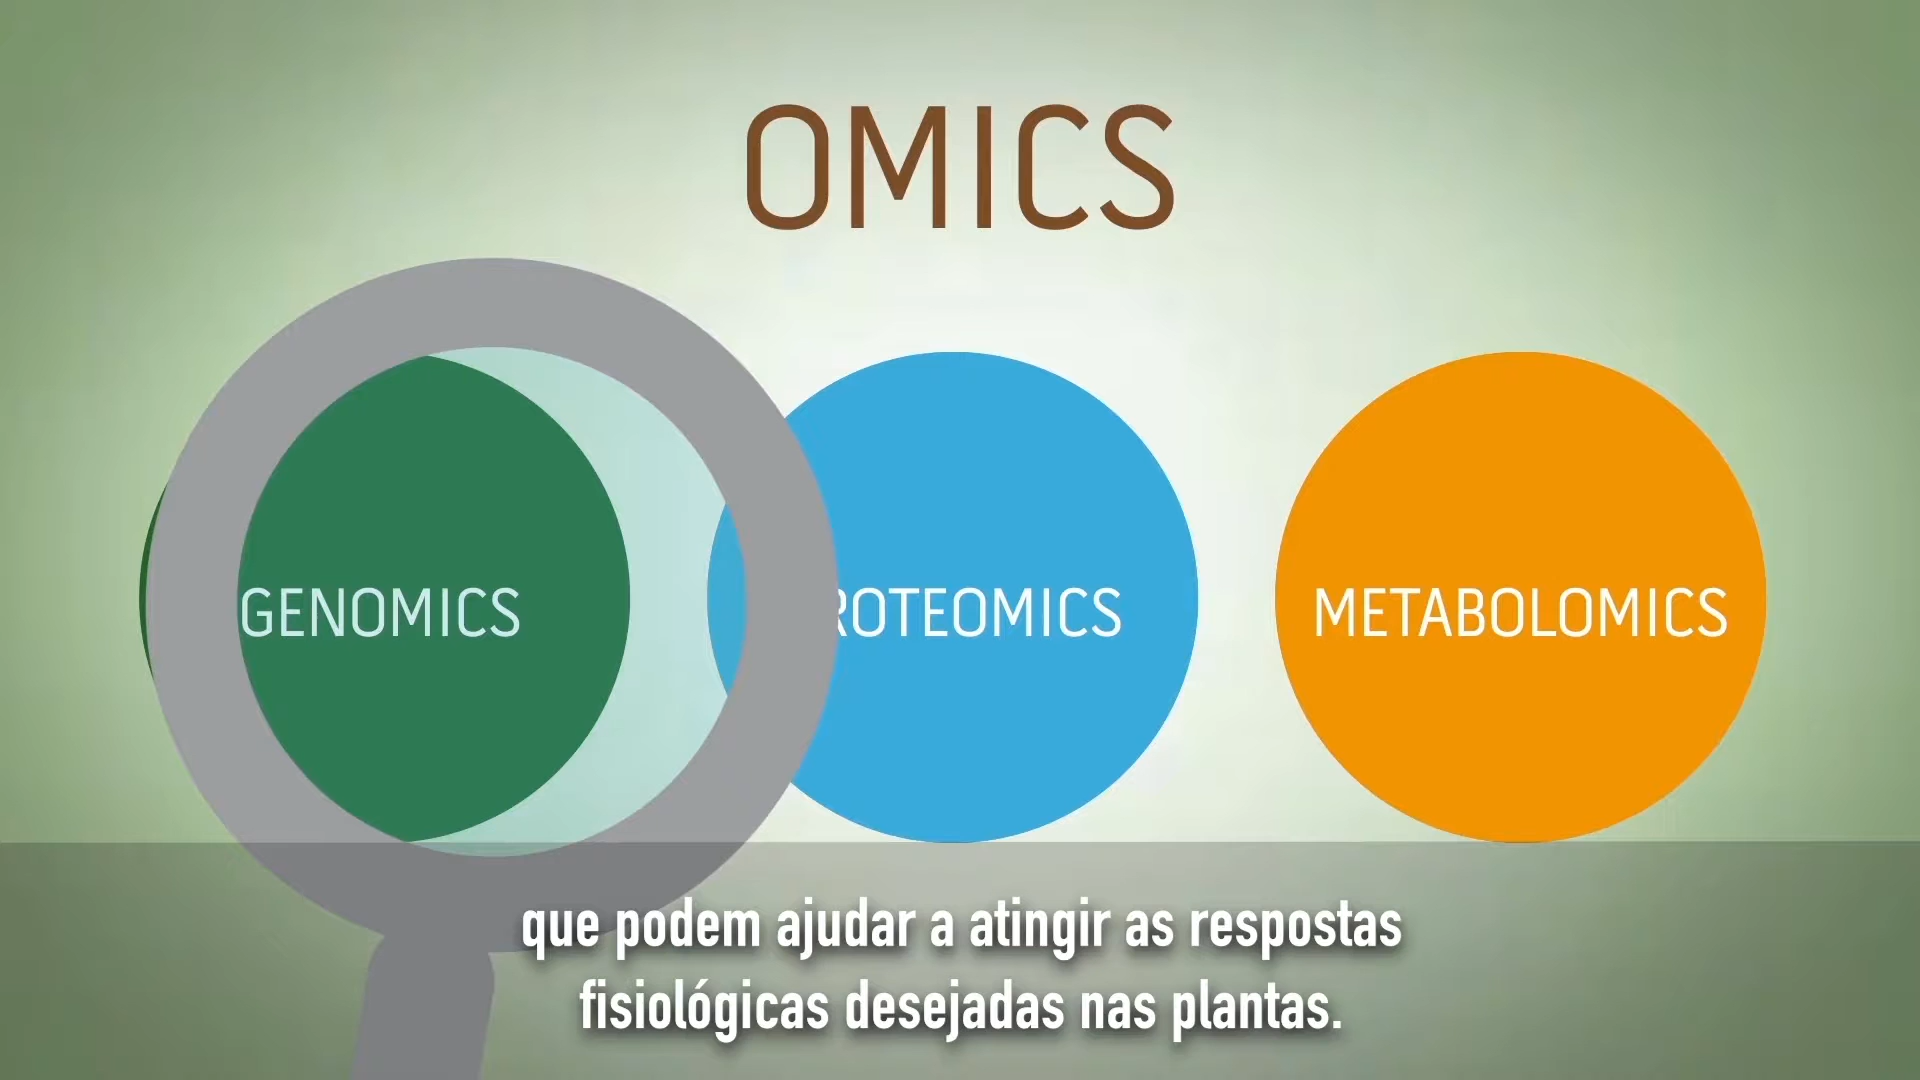 OMICS
GENOMICS
ROTEOMICS
METABOLOMICS
que podem ajudar a atingir as respostas
fisiológicas desejadas nas plantas.